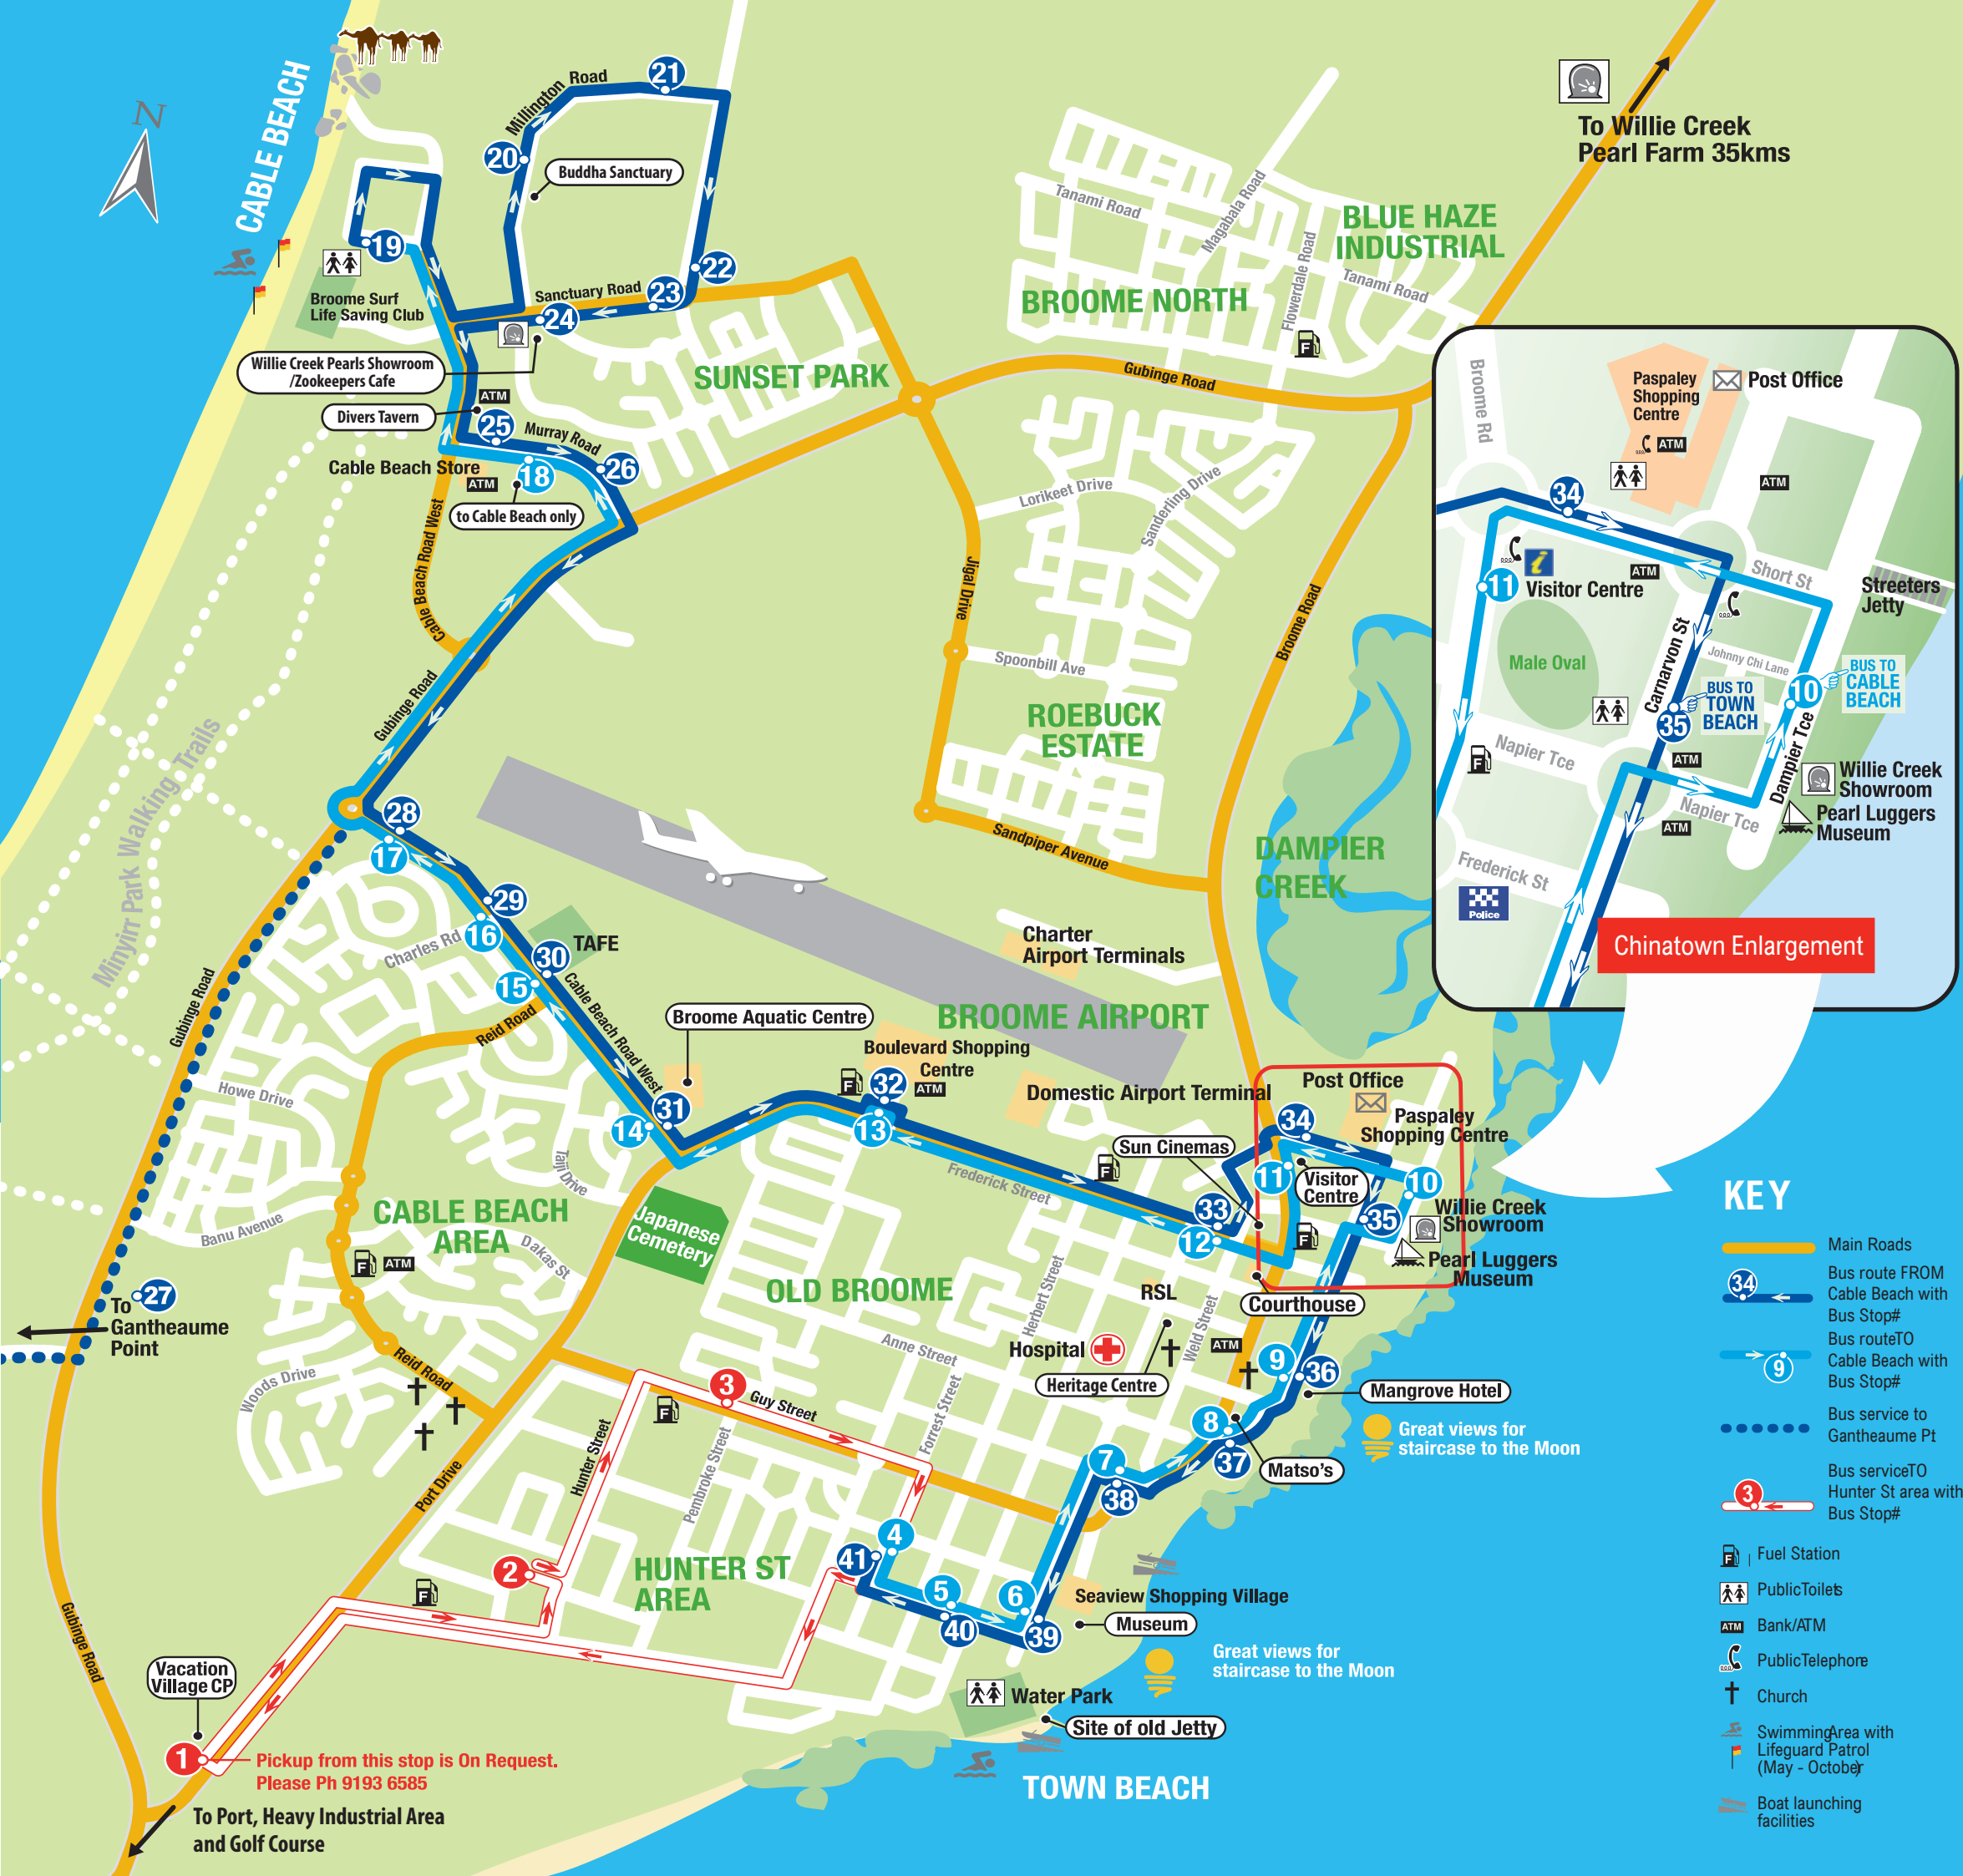 N
CABLE BEACH
Millington Road
21
20
Buddha Sanctuary
19
22
Broome Surf
Life Saving Club
Sanctuary Road
23
24
Willie Creek Pearls Showroom
/Zookeepers Cafe
SUNSET PARK
Divers Tavern
ATM
25
Murray Road
26
Cable Beach Store
ATM
18
to Cable Beach only
Cable Beach Road West
Gubinge Road
Minyirr Park Walking Trails
Tanami Road
Magabala Road
Flowerdale Road
BLUE HAZE
INDUSTRIAL
Tanami Road
BROOME NORTH
F
Gubinge Road
To Willie Creek
Pearl Farm 35kms
Lorikeet Drive
Sanderling Drive
Jigal Drive
Spoonbill Ave
Broome Road
ROEBUCK
ESTATE
Sandpiper Avenue
DAMPIER
CREEK
Broome Rd
Paspaley
Shopping
Centre
Post Office
ATM
ATM
34
11
i
Visitor Centre
ATM
Short St
Streeters
Jetty
Male Oval
Carnarvon St
Johnny Chi Lane
BUS TO
TOWN
BEACH
35
10
BUS TO
CABLE
BEACH
Napier Tce
F
ATM
Dampier Tce
Napier Tce
ATM
Willie Creek
Showroom
Pearl Luggers
Museum
Frederick St
Police
Chinatown Enlargement
28
17
29
16
Charles Rd
TAFE
30
15
Cable Beach Road West
Reid Road
Gubinge Road
Howe Drive
Charter
Airport Terminals
BROOME AIRPORT
Broome Aquatic Centre
Boulevard Shopping
Centre
F
32
ATM
Domestic Airport Terminal
31
14
13
Taiji Drive
Frederick Street
F
Sun Cinemas
34
Post Office
Paspaley
Shopping Centre
11
Visitor
Centre
10
33
12
35
F
Willie Creek
Showroom
Pearl Luggers
Museum
Courthouse
Banu Avenue
CABLE BEACH
AREA
Dakas St
F
ATM
Japanese
Cemetery
OLD BROOME
Herbert Street
RSL
Weld Street
Anne Street
Hospital
ATM
Heritage Centre
9
36
Mangrove Hotel
27
To
Gantheaume
Point
Woods Drive
Reid Road
Port Drive
Hunter Street
F
3
Guy Street
Pembroke Street
Forrest Street
8
37
Matso's
Great views for
staircase to the Moon
7
38
4
41
5
40
6
39
2
HUNTER ST
AREA
F
Seaview Shopping Village
Museum
Great views for
staircase to the Moon
Water Park
Site of old Jetty
TOWN BEACH
Gubinge Road
Vacation
Village CP
1
Pickup from this stop is On Request.
Please Ph 9193 6585
To Port, Heavy Industrial Area
and Golf Course
KEY
Main Roads
34
Bus route FROM
Cable Beach with
Bus Stop#
9
Bus routeTO
Cable Beach with
Bus Stop#
Bus service to
Gantheaume Pt
3
Bus serviceTO
Hunter St area with
Bus Stop#
F
Fuel Station
PublicToilets
ATM
Bank/ATM
PublicTelephone
Church
SwimmingArea with
Lifeguard Patrol
(May - October)
Boat launching
facilities